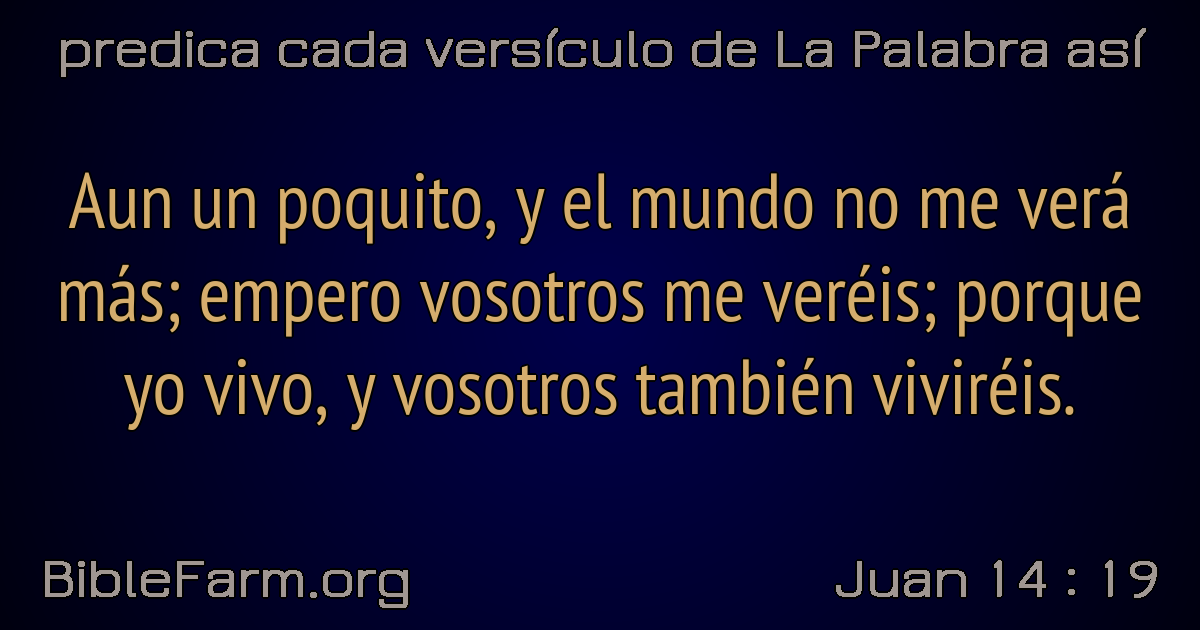 predica cada versículo de La Palabra así
Aun un poquito, y el mundo no me verá
más; empero vosotros me veréis; porque
yo vivo, y vosotros también viviréis.
BibleFarm.org
Juan 14 : 19